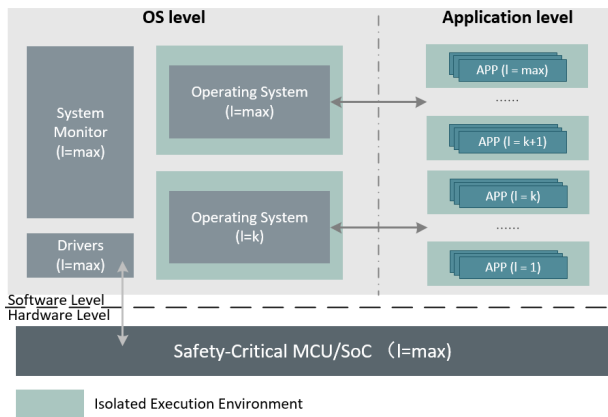 OS level
Application level
System
Monitor
(l=max)
Operating System
(l=max)
APP (l = max)
......
APP (l = k+1)
Operating System
(l=k)
APP (l = k)
......
APP (l = 1)
Drivers
(l=max)
Software Level
Hardware Level
Safety-Critical MCU/SoC （l=max)
Isolated Execution Environment